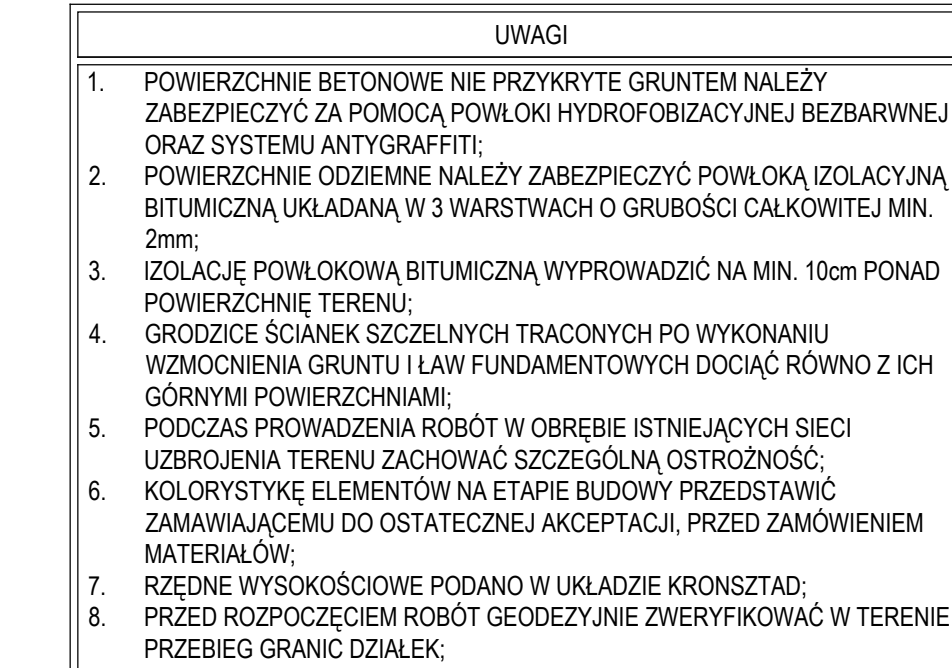 UWAGI
1. POWIERZCHNIE BETONOWE NIE PRZYKRYTE GRUNTEM NALEŻY
ZABEZPIECZYĆ ZA POMOCĄ POWŁOKI HYDROFOBIZACYJNEJ BEZBARWNEJ
ORAZ SYSTEMU ANTYGRAFFITI;
2. POWIERZCHNIE ODZIEMNE NALEŻY ZABEZPIECZYĆ POWŁOKĄ IZOLACYJNĄ
BITUMICZNĄ UKŁADANĄ W 3 WARSTWACH O GRUBOŚCI CAŁKOWITEJ MIN.
2mm;
3. IZOLACJĘ POWŁOKOWĄ BITUMICZNĄ WYPROWADZIĆ NA MIN. 10cm PONAD
POWIERZCHNIĘ TERENU;
4. GRODZICE ŚCIANEK SZCZELNYCH TRACONYCH PO WYKONANIU
WZMOCNIENIA GRUNTU I ŁAW FUNDAMENTOWYCH DOCIĄĆ RÓWNO Z ICH
GÓRNYMI POWIERZCHNIAMI;
5. PODCZAS PROWADZENIA ROBÓT W OBRĘBIE ISTNIEJĄCYCH SIECI
UZBROJENIA TERENU ZACHOWAĆ SZCZEGÓLNĄ OSTROŻNOŚĆ;
6. KOLORYSTYKĘ ELEMENTÓW NA ETAPIE BUDOWY PRZEDSTAWIĆ
ZAMAWIAJĄCEMU DO OSTATECZNEJ AKCEPTACJI, PRZED ZAMÓWIENIEM
MATERIAŁÓW;
7. RZĘDNE WYSOKOŚCIOWE PODANO W UKŁADZIE KRONSZTAD;
8. PRZED ROZPOCZĘCIEM ROBÓT GEODEZYJNIE ZWERYFIKOWAĆ W TERENIE
PRZEBIEG GRANIC DZIAŁEK;